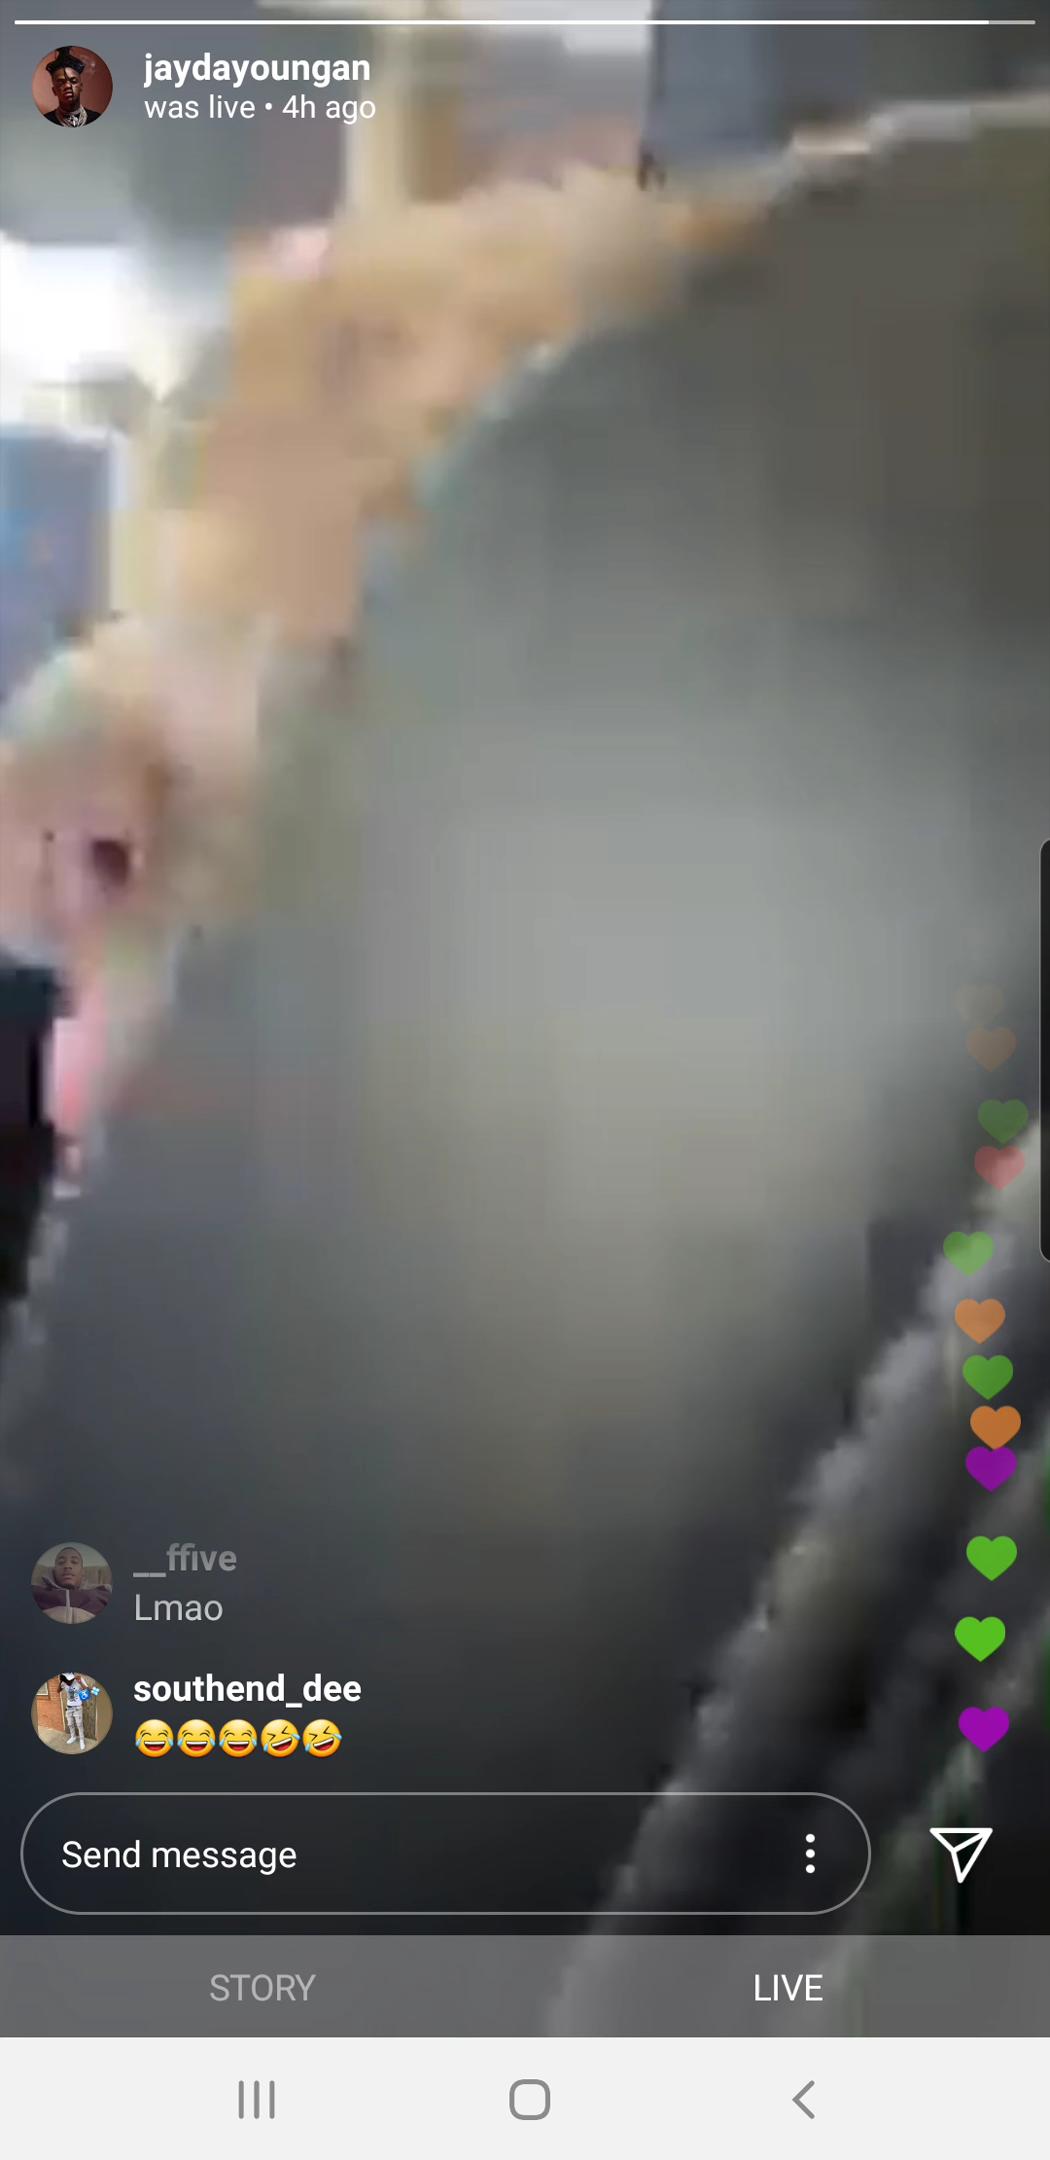 jaydayoungan
was live • 4h ago
__ffive
Lmao
southend_dee
😂😂😂🤣🤣
Send message
STORY
LIVE